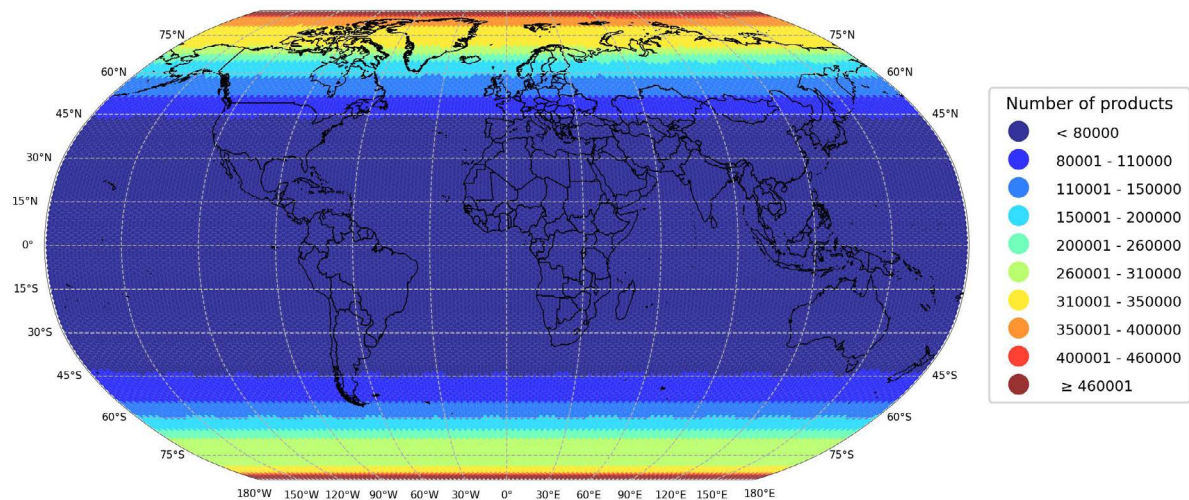 75°N
75°N
60°N
60°N
45°N
45°N
30°N
30°N
15°N
15°N
0°
0°
15°S
15°S
30°S
30°S
45°S
45°S
60°S
60°S
75°S
75°S
180°W 150°W 120°W 90°W 60°W 30°W 0° 30°E 60°E 90°E 120°E 150°E 180°E
Number of products
< 80000
80001 - 110000
110001 - 150000
150001 - 200000
200001 - 260000
260001 - 310000
310001 - 350000
350001 - 400000
400001 - 460000
≥ 460001